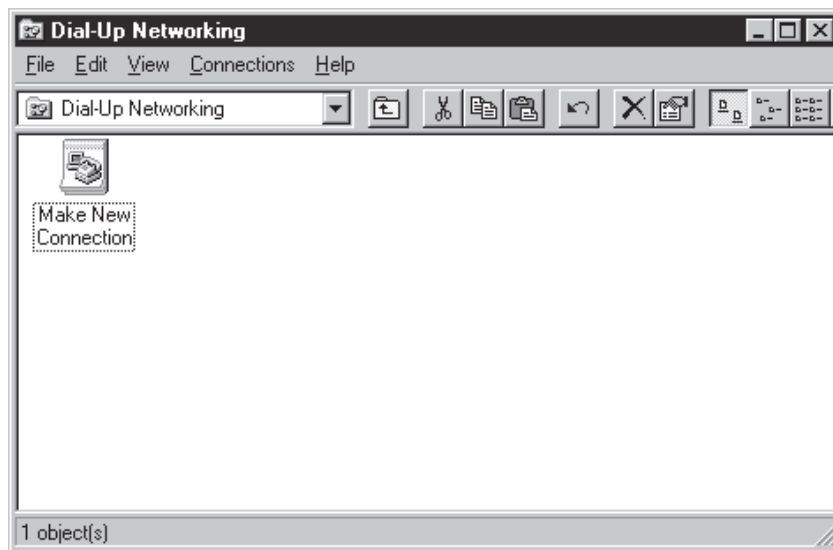 Dial-Up Networking
File Edit View Connections Help
Dial-Up Networking
Make New
Connection
1 object(s)